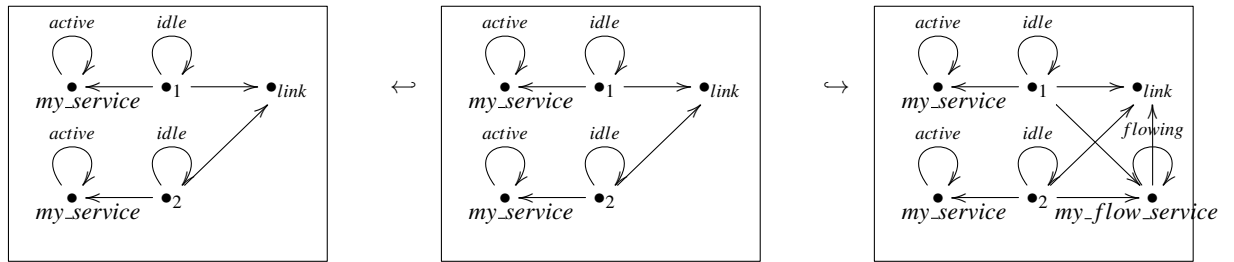 active idle active idle active idle
1 link ↩ 1 ↪ 1 link
my_service my_service my_service
active idle active idle active idle flowing
2 2 2
my_service my_service my_service my_flow_service